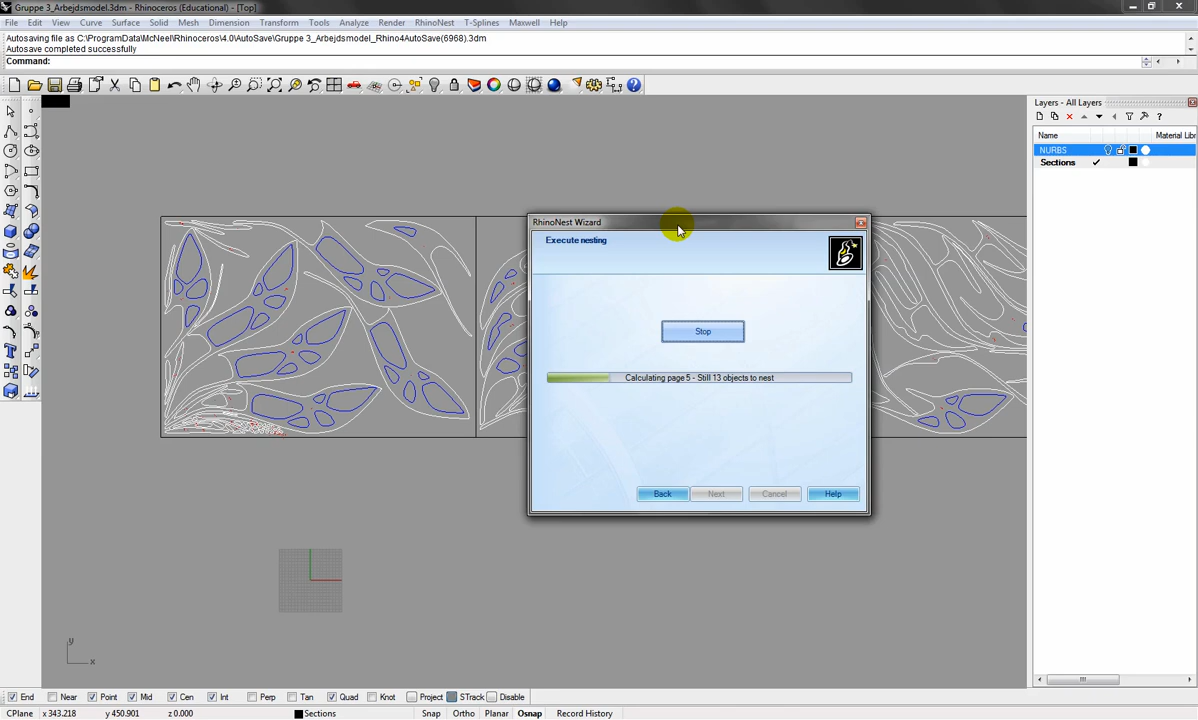 Gruppe 3_Arbejdsmodel.3dm - Rhinoceros (Educational) - [Top]
File Edit View Curve Surface Solid Mesh Dimension Transform Tools Analyze Render RhinoNest T-Splines Maxwell Help
Autosaving file as C:\ProgramData\McNeel\Rhinoceros\4.0\AutoSave\Gruppe 3_Arbejdsmodel_Rhino4AutoSave(6968).3dm
Autosave completed successfully
Command:
Layers - All Layers
Name Material Libr
NURBS
Sections
RhinoNest Wizard
Execute nesting
Stop
Calculating page 5 - Still 13 objects to nest
Back Next Cancel Help
y
x
End Near Point Mid Cen Int Perp Tan Quad Knot Project STrack Disable
CPlane x 343.218 y 450.901 z 0.000 Sections Snap Ortho Planar Osnap Record History